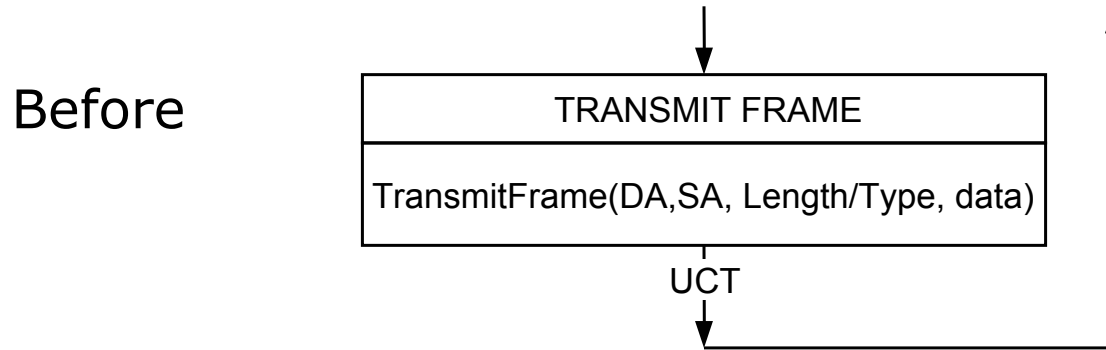 Before
TRANSMIT FRAME
TransmitFrame(DA,SA, Length/Type, data)
UCT